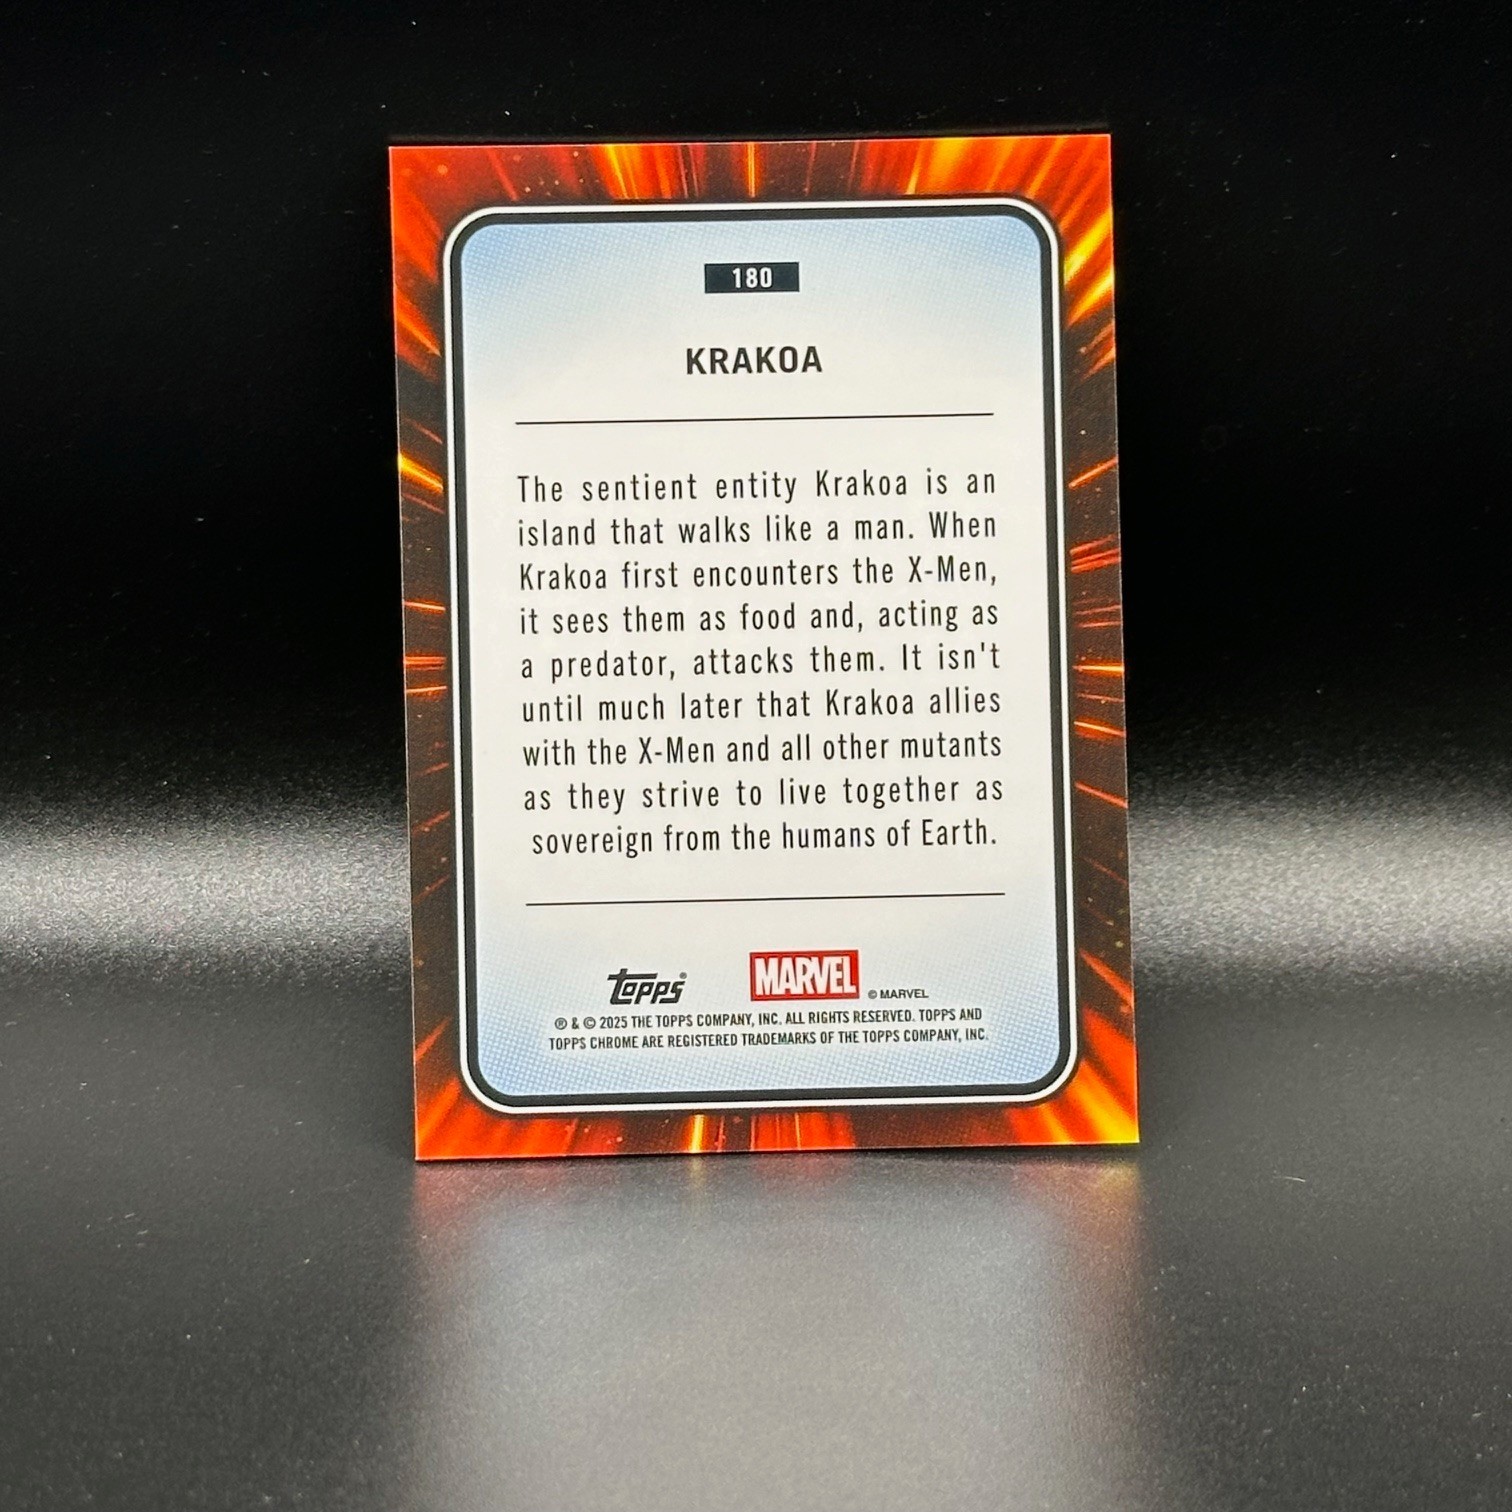 180
KRAKOA
The sentient entity Krakoa is an
island that walks like a man. When
Krakoa first encounters the X-Men,
it sees them as food and, acting as
a predator, attacks them. It isn't
until much later that Krakoa allies
with the X-Men and all other mutants
as they strive to live together as
sovereign from the humans of Earth.
Topps® MARVEL © MARVEL
® & © 2025 THE TOPPS COMPANY, INC. ALL RIGHTS RESERVED. TOPPS AND
TOPPS CHROME ARE REGISTERED TRADEMARKS OF THE TOPPS COMPANY, INC.